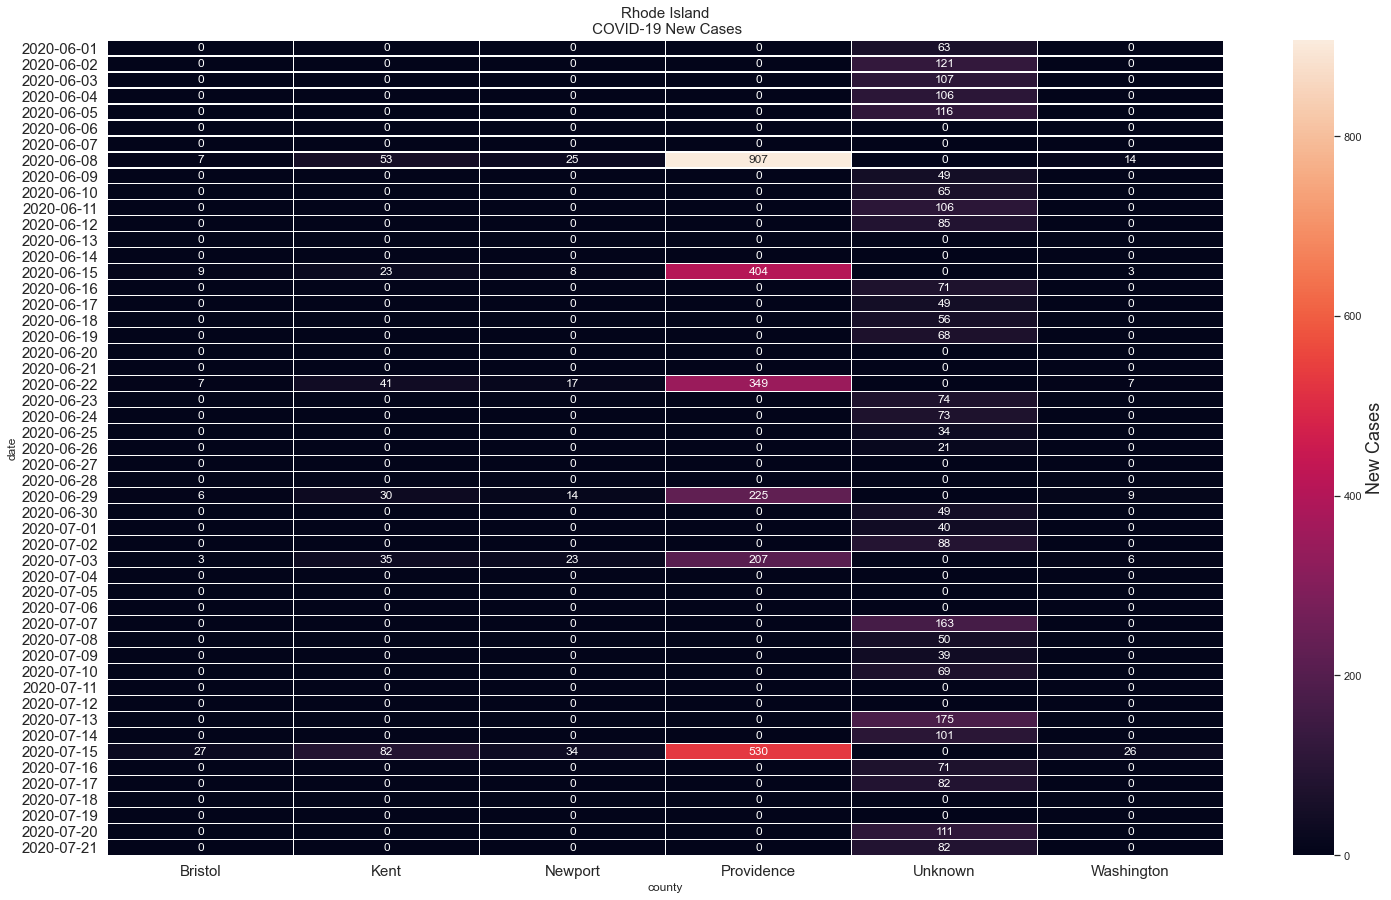 Rhode Island
COVID-19 New Cases
2020-06-01 0 0 0 0 63 0
2020-06-02 0 0 0 0 121 0
2020-06-03 0 0 0 0 107 0
2020-06-04 0 0 0 0 106 0
2020-06-05 0 0 0 0 116 0
2020-06-06 0 0 0 0 0 0
2020-06-07 0 0 0 0 0 0
2020-06-08 7 53 25 907 0 14
2020-06-09 0 0 0 0 49 0
2020-06-10 0 0 0 0 65 0
2020-06-11 0 0 0 0 106 0
2020-06-12 0 0 0 0 85 0
2020-06-13 0 0 0 0 0 0
2020-06-14 0 0 0 0 0 0
2020-06-15 9 23 8 404 0 3
2020-06-16 0 0 0 0 71 0
2020-06-17 0 0 0 0 49 0
2020-06-18 0 0 0 0 56 0
2020-06-19 0 0 0 0 68 0
2020-06-20 0 0 0 0 0 0
2020-06-21 0 0 0 0 0 0
2020-06-22 7 41 17 349 0 7
2020-06-23 0 0 0 0 74 0
2020-06-24 0 0 0 0 73 0
2020-06-25 0 0 0 0 34 0
2020-06-26 0 0 0 0 21 0
2020-06-27 0 0 0 0 0 0
2020-06-28 0 0 0 0 0 0
2020-06-29 6 30 14 225 0 9
2020-06-30 0 0 0 0 49 0
2020-07-01 0 0 0 0 40 0
2020-07-02 0 0 0 0 88 0
2020-07-03 3 35 23 207 0 6
2020-07-04 0 0 0 0 0 0
2020-07-05 0 0 0 0 0 0
2020-07-06 0 0 0 0 0 0
2020-07-07 0 0 0 0 163 0
2020-07-08 0 0 0 0 50 0
2020-07-09 0 0 0 0 39 0
2020-07-10 0 0 0 0 69 0
2020-07-11 0 0 0 0 0 0
2020-07-12 0 0 0 0 0 0
2020-07-13 0 0 0 0 175 0
2020-07-14 0 0 0 0 101 0
2020-07-15 27 82 34 530 0 26
2020-07-16 0 0 0 0 71 0
2020-07-17 0 0 0 0 82 0
2020-07-18 0 0 0 0 0 0
2020-07-19 0 0 0 0 0 0
2020-07-20 0 0 0 0 111 0
2020-07-21 0 0 0 0 82 0
Bristol Kent Newport Providence Unknown Washington
county
date
800
600
400
200
0
New Cases